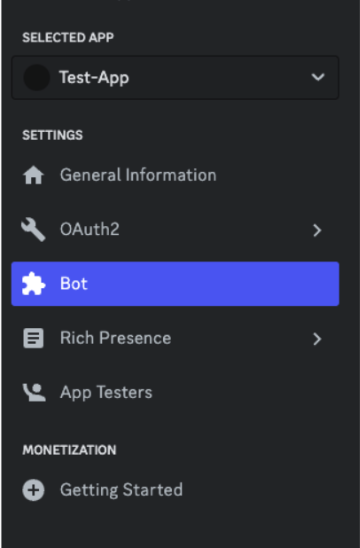 SELECTED APP
Test-App
SETTINGS
General Information
OAuth2
Bot
Rich Presence
App Testers
MONETIZATION
Getting Started